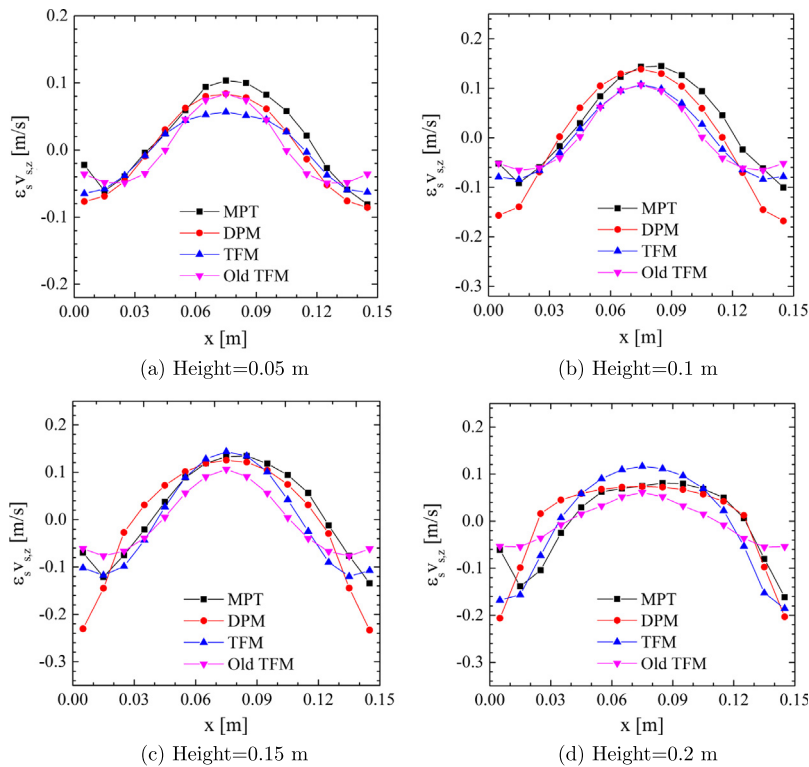 0.2
0.1
0.0
-0.1
-0.2
ε_s v_{s,z} [m/s]
MPT
DPM
TFM
Old TFM
0.00 0.03 0.06 0.09 0.12 0.15
x [m]
(a) Height=0.05 m
0.2
0.1
0.0
-0.1
-0.2
-0.3
ε_s v_{s,z} [m/s]
MPT
DPM
TFM
Old TFM
0.00 0.03 0.06 0.09 0.12 0.15
x [m]
(b) Height=0.1 m
0.2
0.1
0.0
-0.1
-0.2
-0.3
ε_s v_{s,z} [m/s]
MPT
DPM
TFM
Old TFM
0.00 0.03 0.06 0.09 0.12 0.15
x [m]
(c) Height=0.15 m
0.2
0.1
0.0
-0.1
-0.2
-0.3
ε_s v_{s,z} [m/s]
MPT
DPM
TFM
Old TFM
0.00 0.03 0.06 0.09 0.12 0.15
x [m]
(d) Height=0.2 m